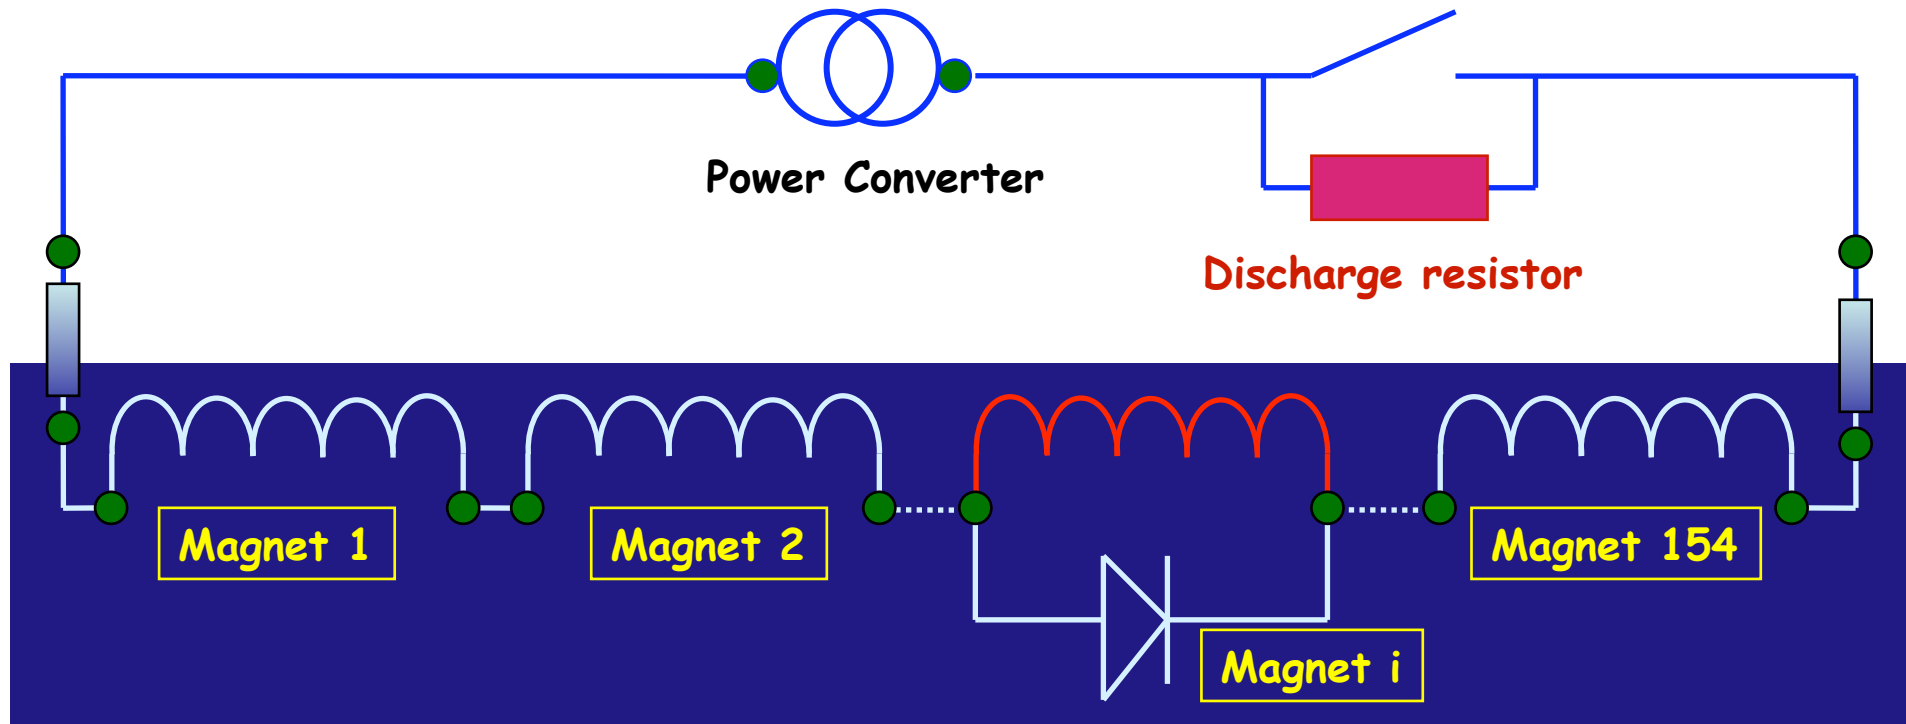 Power Converter
Discharge resistor
Magnet 1
Magnet 2
Magnet 154
Magnet i